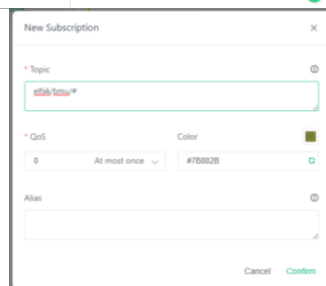 New Subscription
* Topic
elfak/bmu/#
* QoS
Color
0 At most once
#7B802B
Alias
Cancel Confirm